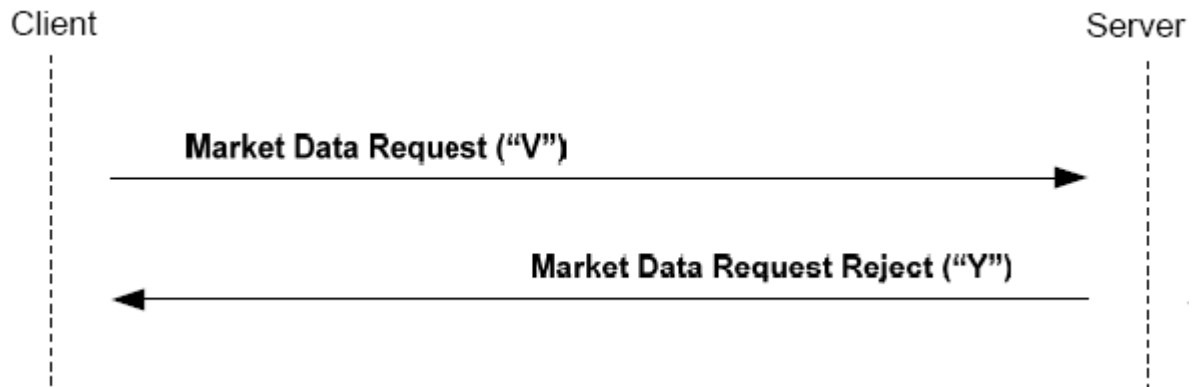 Client
Server
Market Data Request (“V”)
Market Data Request Reject (“Y”)